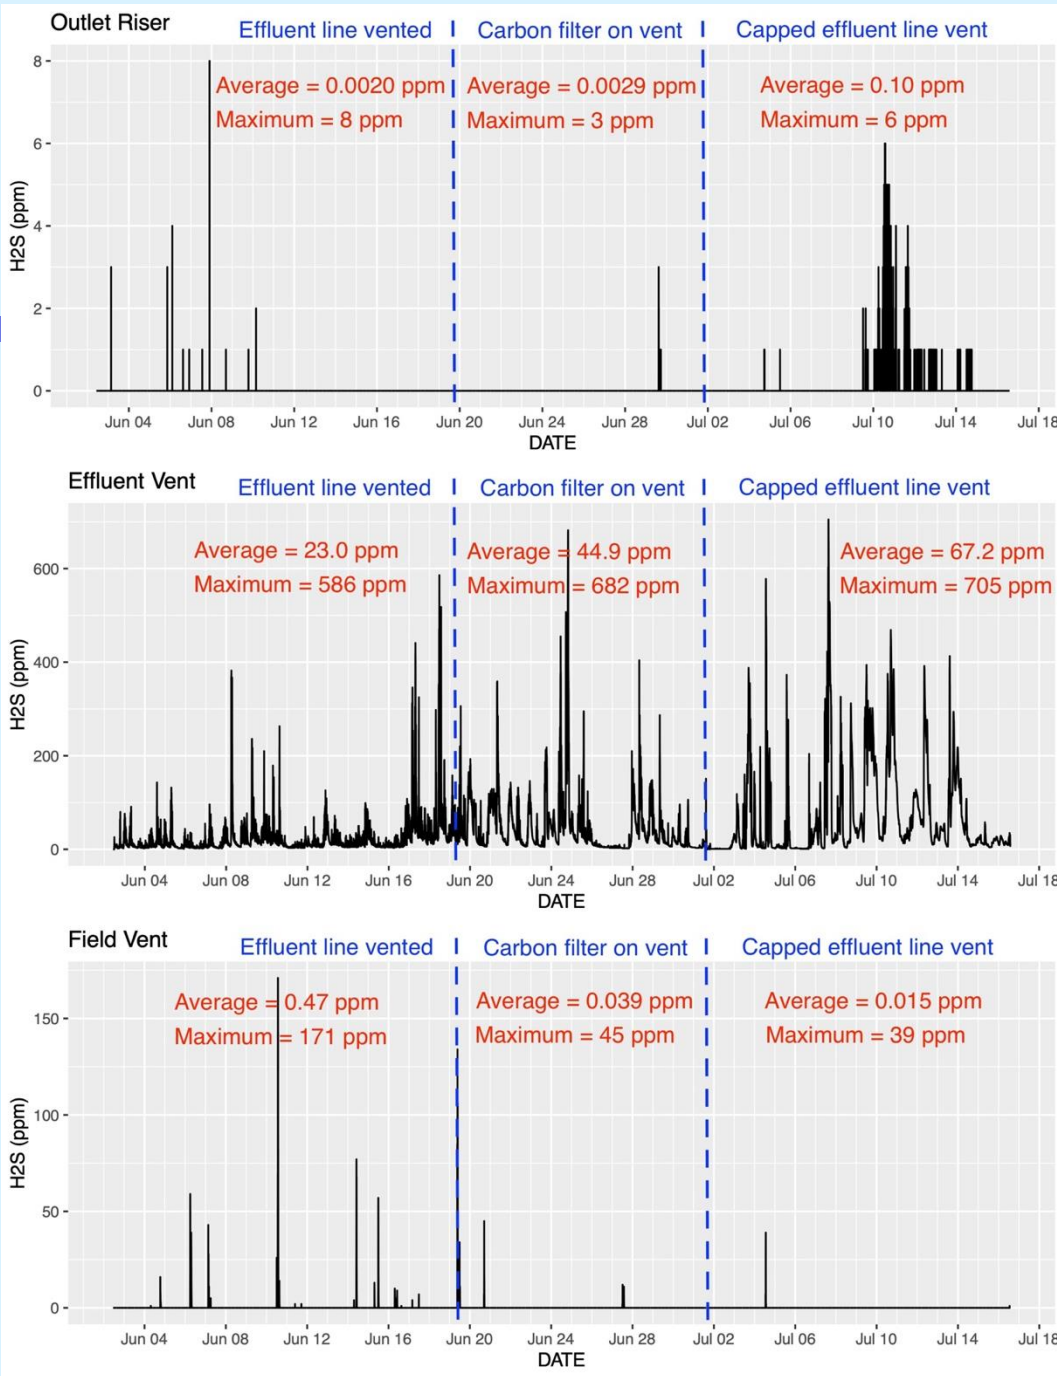 Outlet Riser
Effluent line vented
Carbon filter on vent
Capped effluent line vent
Average = 0.0020 ppm
Maximum = 8 ppm
Average = 0.0029 ppm
Maximum = 3 ppm
Average = 0.10 ppm
Maximum = 6 ppm
H2S (ppm)
8
6
4
2
0
Jun 04 Jun 08 Jun 12 Jun 16 Jun 20 Jun 24 Jun 28 Jul 02 Jul 06 Jul 10 Jul 14 Jul 18
DATE
Effluent Vent
Effluent line vented
Carbon filter on vent
Capped effluent line vent
Average = 23.0 ppm
Maximum = 586 ppm
Average = 44.9 ppm
Maximum = 682 ppm
Average = 67.2 ppm
Maximum = 705 ppm
H2S (ppm)
600
400
200
0
Jun 04 Jun 08 Jun 12 Jun 16 Jun 20 Jun 24 Jun 28 Jul 02 Jul 06 Jul 10 Jul 14 Jul 18
DATE
Field Vent
Effluent line vented
Carbon filter on vent
Capped effluent line vent
Average = 0.47 ppm
Maximum = 171 ppm
Average = 0.039 ppm
Maximum = 45 ppm
Average = 0.015 ppm
Maximum = 39 ppm
H2S (ppm)
150
100
50
0
Jun 04 Jun 08 Jun 12 Jun 16 Jun 20 Jun 24 Jun 28 Jul 02 Jul 06 Jul 10 Jul 14 Jul 18
DATE